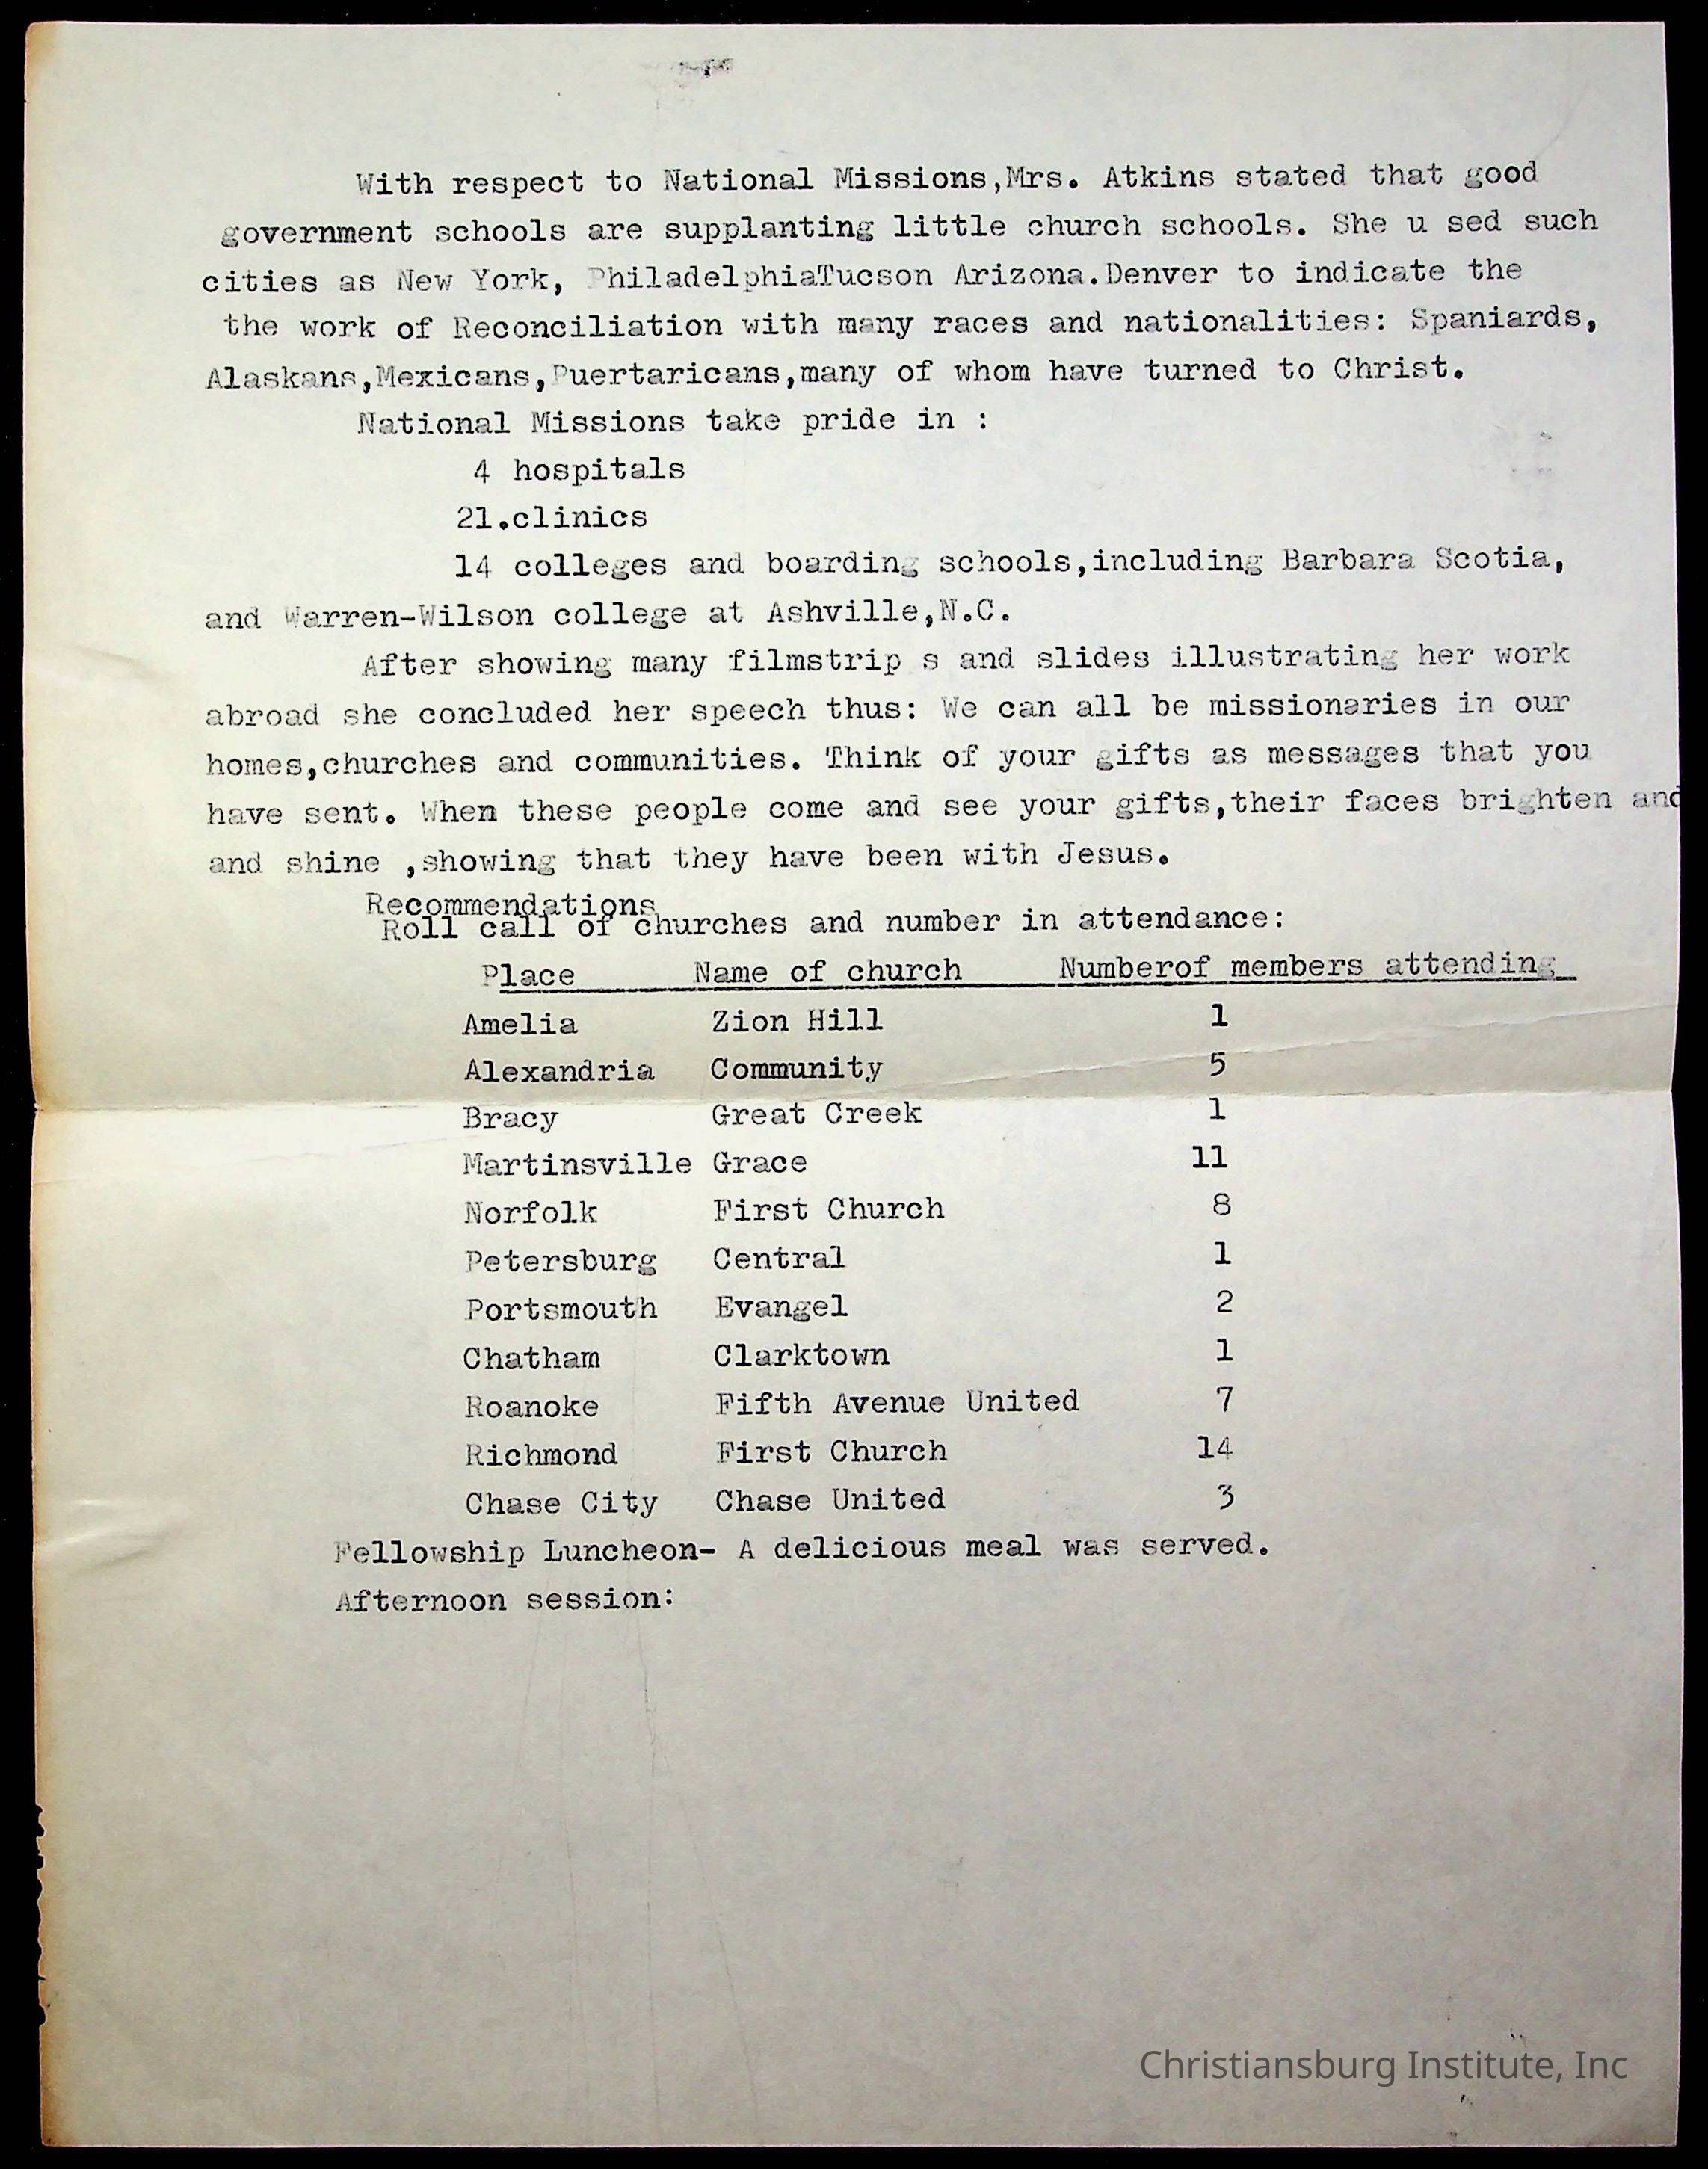 With respect to National Missions,Mrs. Atkins stated that good
government schools are supplanting little church schools. She u sed such
cities as New York, PhiladelphiaTucson Arizona.Denver to indicate the
the work of Reconciliation with many races and nationalities: Spaniards,
Alaskans,Mexicans,Puertaricans,many of whom have turned to Christ.
National Missions take pride in :
4 hospitals
21.clinics
14 colleges and boarding schools,including Barbara Scotia,
and Warren-Wilson college at Ashville,N.C.
After showing many filmstrip s and slides illustrating her work
abroad she concluded her speech thus: We can all be missionaries in our
homes,churches and communities. Think of your gifts as messages that you
have sent. When these people come and see your gifts,their faces brighten and
and shine ,showing that they have been with Jesus.
Recommendations
Roll call of churches and number in attendance:
Place Name of church Numberof members attending
Amelia Zion Hill 1
Alexandria Community 5
Bracy Great Creek 1
Martinsville Grace 11
Norfolk First Church 8
Petersburg Central 1
Portsmouth Evangel 2
Chatham Clarktown 1
Roanoke Fifth Avenue United 7
Richmond First Church 14
Chase City Chase United 3
Fellowship Luncheon- A delicious meal was served.
Afternoon session:
Christiansburg Institute, Inc